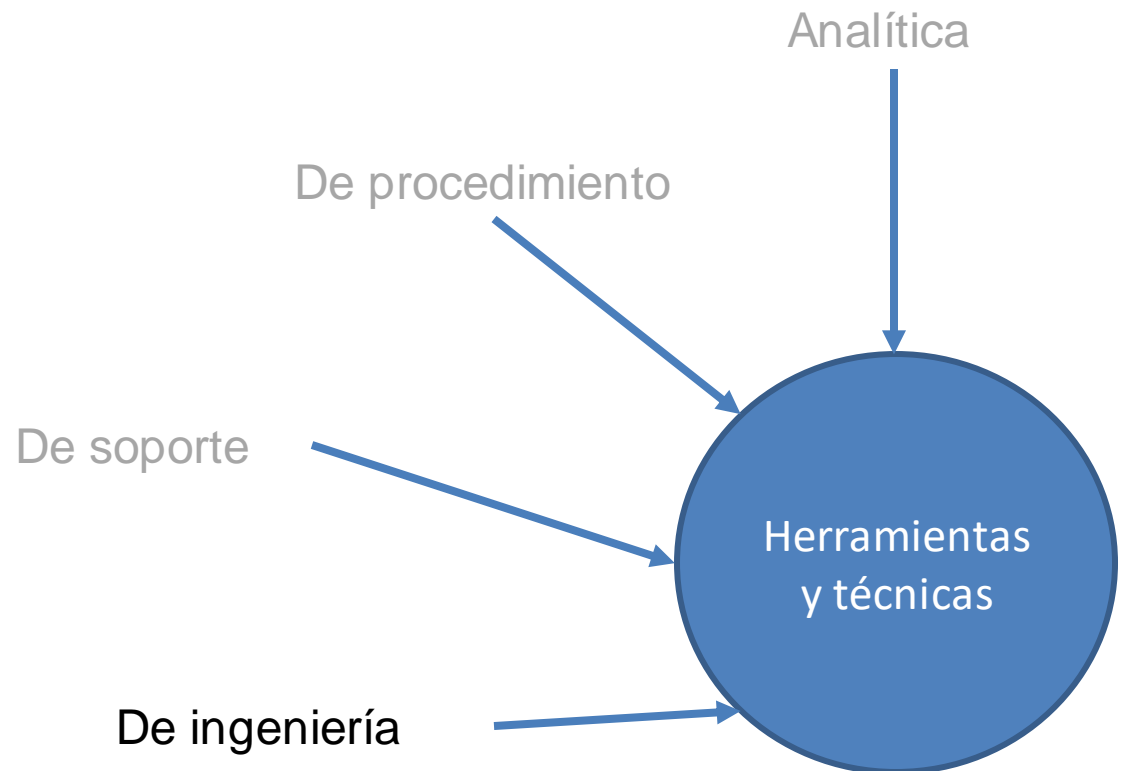 Analítica
De procedimiento
De soporte
Herramientas
y técnicas
De ingeniería